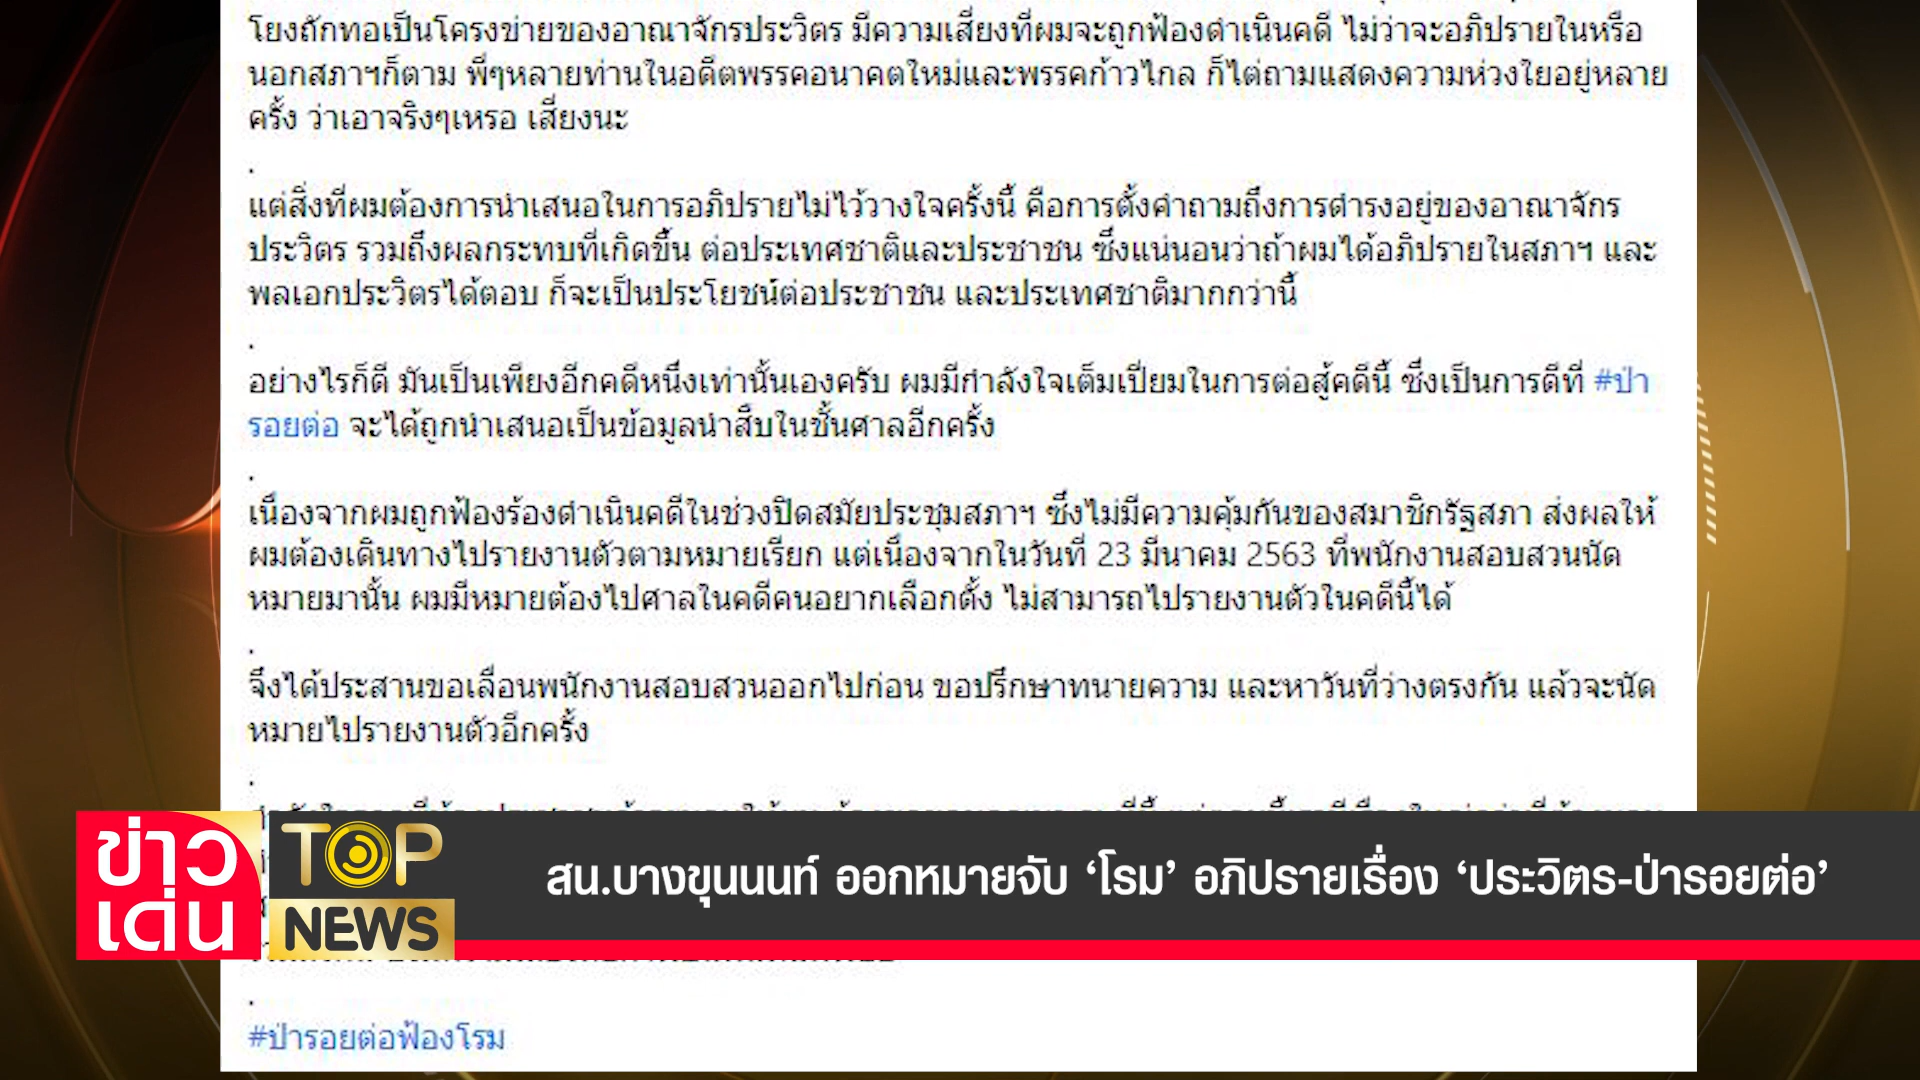 โยงถักทอเป็นโครงข่ายของอาณาจักรประวิตร มีความเสี่ยงที่ผมจะถูกฟ้องดำเนินคดี ไม่ว่าจะอภิปรายในหรือ
นอกสภาฯก็ตาม พี่ๆหลายท่านในอดีตพรรคอนาคตใหม่และพรรคก้าวไกล ก็ไต่ถามแสดงความห่วงใยอยู่หลาย
ครั้ง ว่าเอาจริงๆเหรอ เสี่ยงนะ
.
แต่สิ่งที่ผมต้องการนำเสนอในการอภิปรายไม่ไว้วางใจครั้งนี้ คือการตั้งคำถามถึงการดำรงอยู่ของอาณาจักร
ประวิตร รวมถึงผลกระทบที่เกิดขึ้น ต่อประเทศชาติและประชาชน ซึ่งแน่นอนว่าถ้าผมได้อภิปรายในสภาฯ และ
พลเอกประวิตรได้ตอบ ก็จะเป็นประโยชน์ต่อประชาชน และประเทศชาติมากกว่านี้
.
อย่างไรก็ดี มันเป็นเพียงอีกคดีหนึ่งเท่านั้นเองครับ ผมมีกำลังใจเต็มเปี่ยมในการต่อสู้คดีนี้ ซึ่งเป็นการดีที่ #ป่า
รอยต่อ จะได้ถูกนำเสนอเป็นข้อมูลนำสืบในชั้นศาลอีกครั้ง
.
เนื่องจากผมถูกฟ้องร้องดำเนินคดีในช่วงปิดสมัยประชุมสภาฯ ซึ่งไม่มีความคุ้มกันของสมาชิกรัฐสภา ส่งผลให้
ผมต้องเดินทางไปรายงานตัวตามหมายเรียก แต่เนื่องจากในวันที่ 23 มีนาคม 2563 ที่พนักงานสอบสวนนัด
หมายมานั้น ผมมีหมายต้องไปศาลในคดีคนอยากเลือกตั้ง ไม่สามารถไปรายงานตัวในคดีนี้ได้
.
จึงได้ประสานขอเลื่อนพนักงานสอบสวนออกไปก่อน ขอปรึกษาทนายความ และหาวันที่ว่างตรงกัน แล้วจะนัด
หมายไปรายงานตัวอีกครั้ง
.
ข่าว
เด่น
TOP
NEWS
สน.บางขุนนนท์ ออกหมายจับ ‘โรม’ อภิปรายเรื่อง ‘ประวิตร-ป่ารอยต่อ’
.
#ป่ารอยต่อฟ้องโรม